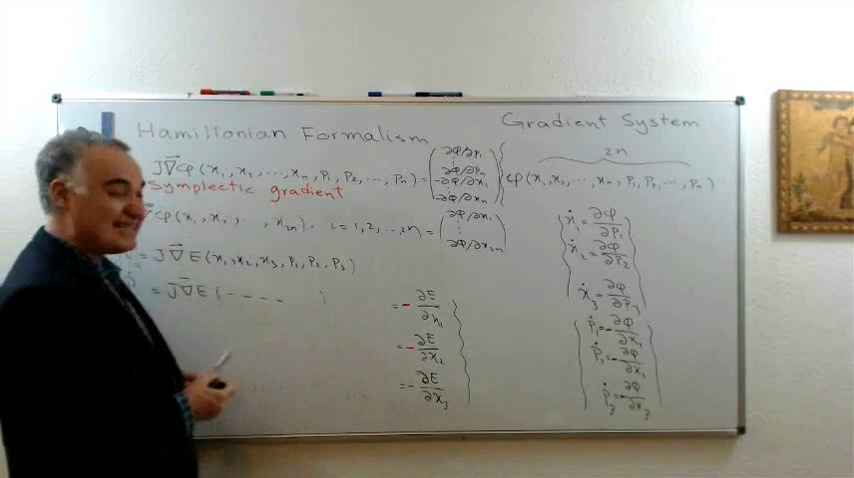 Hamiltonian Formalism
J∇⃗φ(x₁, x₂, ..., xₙ, p₁, p₂, ..., pₙ) = (∂φ/∂p₁ ⋮ ∂φ/∂pₙ -∂φ/∂x₁ ⋮ -∂φ/∂xₙ)
Symplectic gradient
φ(x₁, x₂, ..., x₂ₙ), i=1,2,...,2n = (∂φ/∂x₁ ⋮ ∂φ/∂x₂ₙ)
= J∇⃗E(x₁, x₂, x₃, p₁, p₂, p₃)
= J∇⃗E(- - - - )
= -∂E/∂x₁
= -∂E/∂x₂
= -∂E/∂x₃
Gradient System
2n
φ(x₁, x₂, ..., xₙ, p₁, p₂, ..., pₙ)
ẋ₁ = ∂φ/∂p₁
ẋ₂ = ∂φ/∂p₂
ẋ₃ = ∂φ/∂p₃
ṗ₁ = -∂φ/∂x₁
ṗ₂ = -∂φ/∂x₂
ṗ₃ = -∂φ/∂x₃